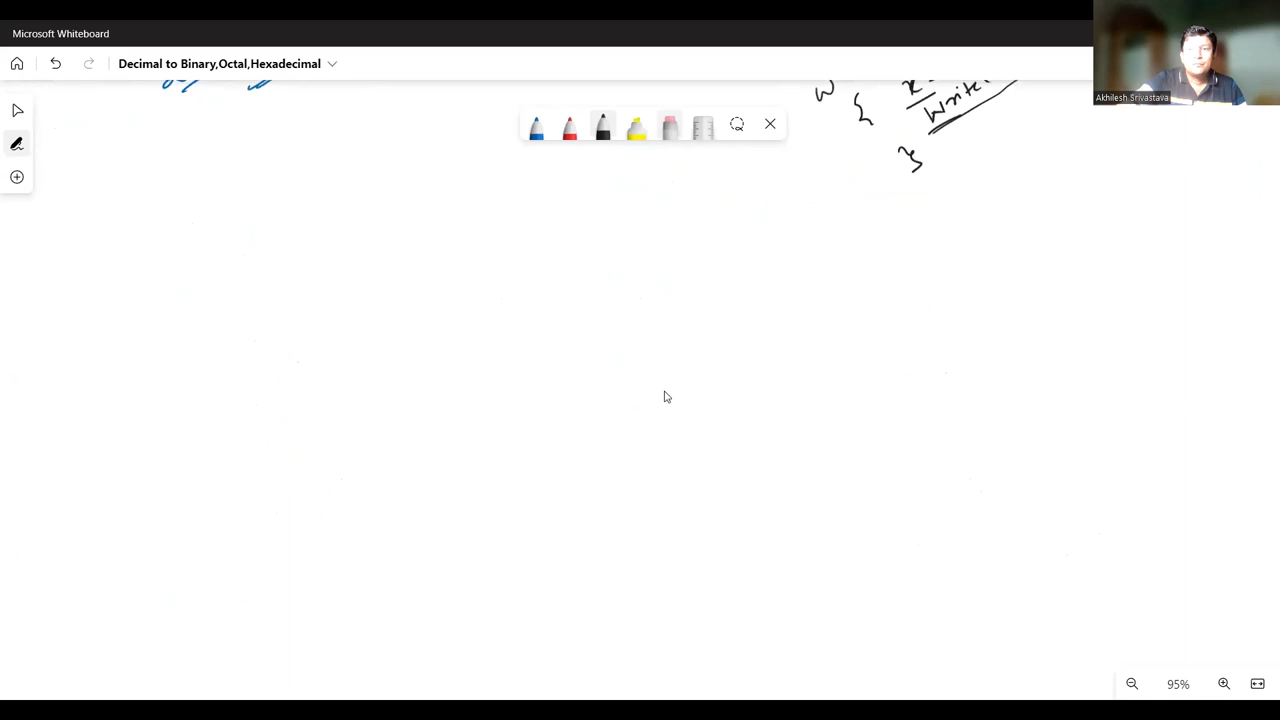 Microsoft Whiteboard
Decimal to Binary,Octal,Hexadecimal
Akhilesh Srivastava
w
{ x
Write
}
95%